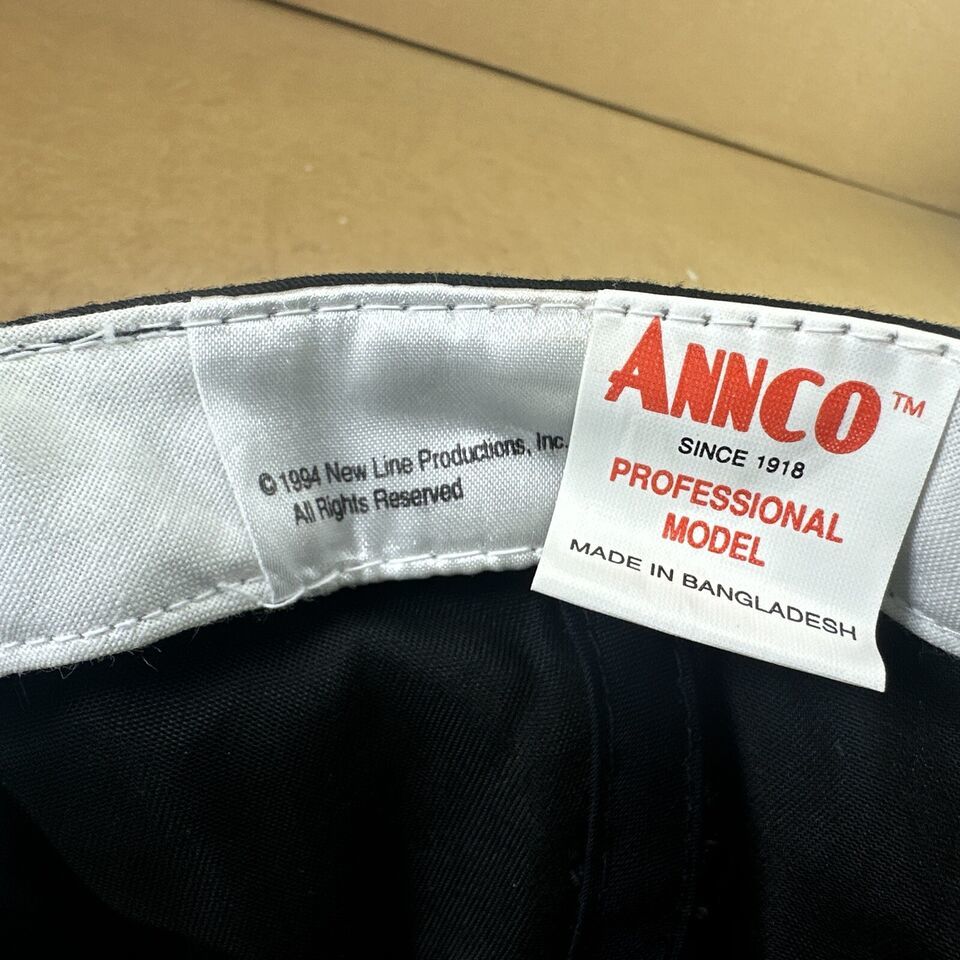 © 1994 New Line Productions, Inc.
All Rights Reserved
ANNCO™
SINCE 1918
PROFESSIONAL
MODEL
MADE IN BANGLADESH